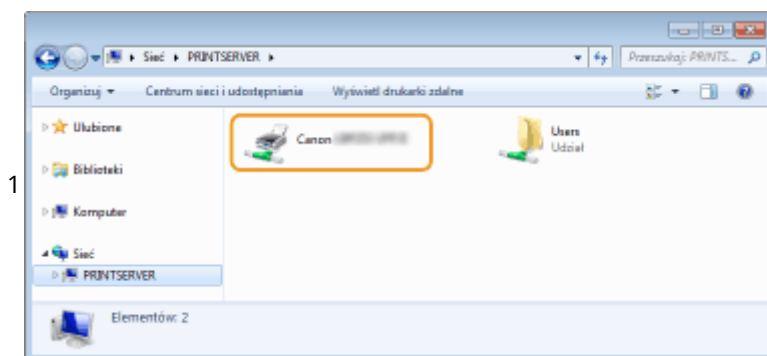 Sieć ▸ PRINTSERVER ▸
Przeszukaj: PRINTS...
Organizuj Centrum sieci i udostępniania Wyświetl drukarki zdalne
Ulubione
Canon
Users
Udział
Biblioteki
1
Komputer
Sieć
PRINTSERVER
Elementów: 2